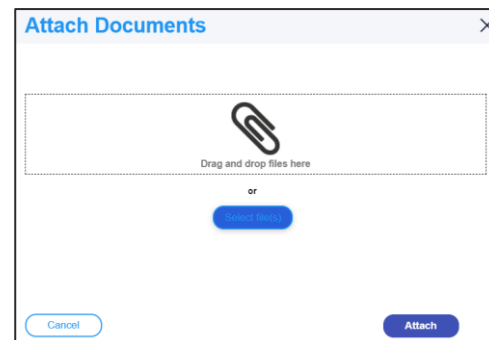 Attach Documents
Drag and drop files here
or
Select file(s)
Cancel
Attach